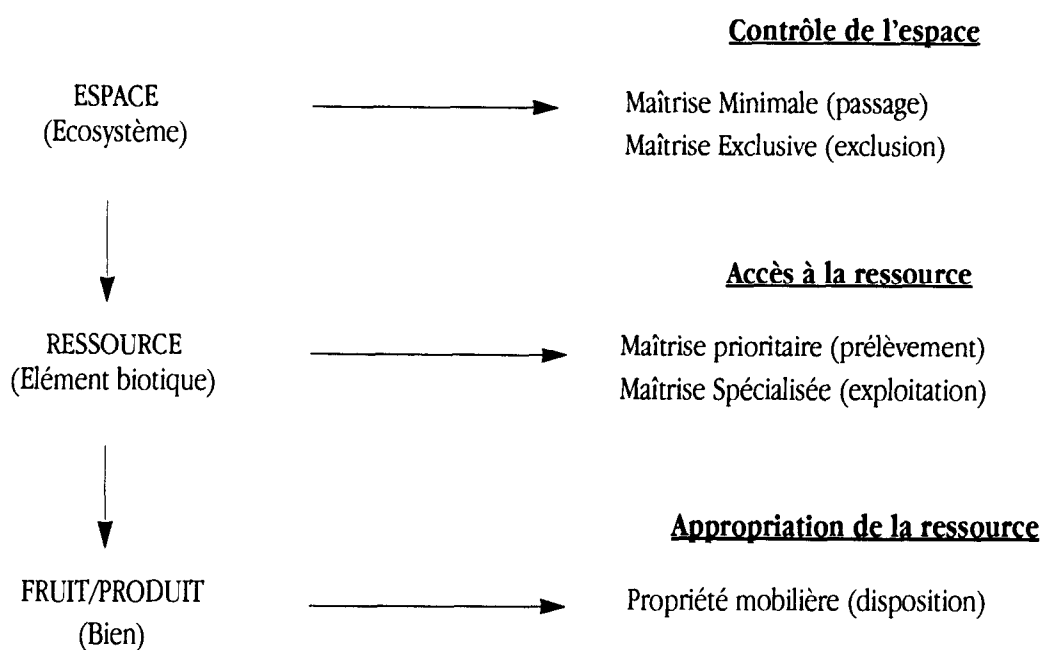 Contrôle de l'espace
ESPACE
(Ecosystème)
Maîtrise Minimale (passage)
Maîtrise Exclusive (exclusion)
Accès à la ressource
RESSOURCE
(Elément biotique)
Maîtrise prioritaire (prélèvement)
Maîtrise Spécialisée (exploitation)
Appropriation de la ressource
FRUIT/PRODUIT
(Bien)
Propriété mobilière (disposition)